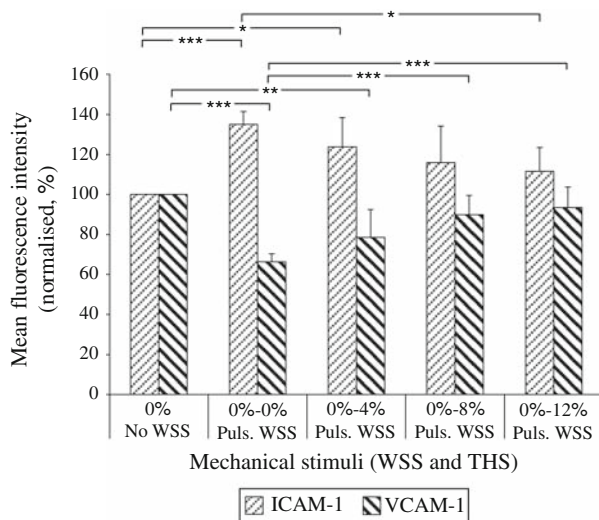 *
*
***
***
***
**
***
160
140
120
100
80
60
40
20
0
Mean fluorescence intensity
(normalised, %)
0% 0%-0% 0%-4% 0%-8% 0%-12%
No WSS Puls. WSS Puls. WSS Puls. WSS Puls. WSS
Mechanical stimuli (WSS and THS)
ICAM-1 VCAM-1